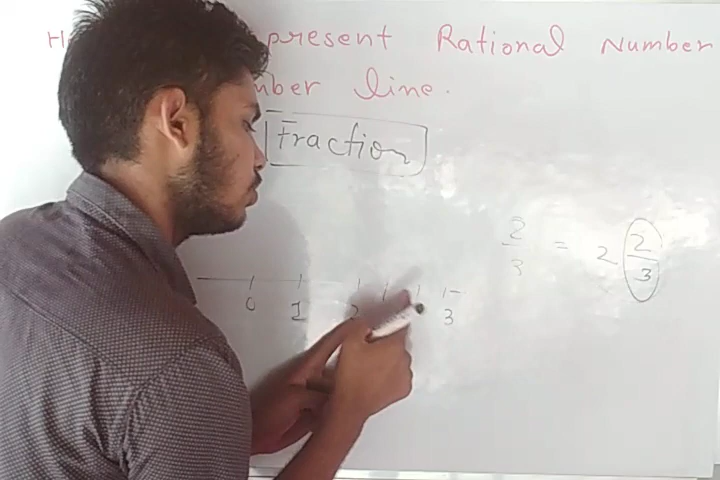 present Rational Number
mber line.
Fraction
2/3 = 2 2/3
0 1 2 3